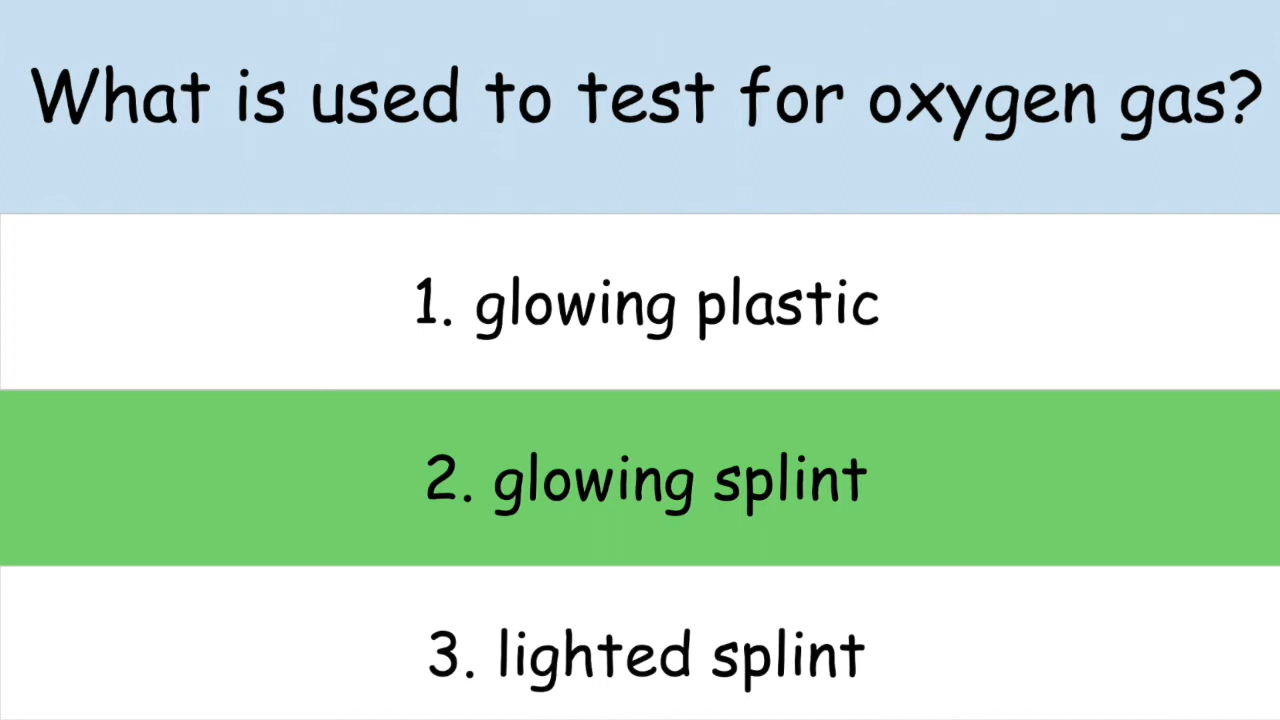 What is used to test for oxygen gas?
1. glowing plastic
2. glowing splint
3. lighted splint